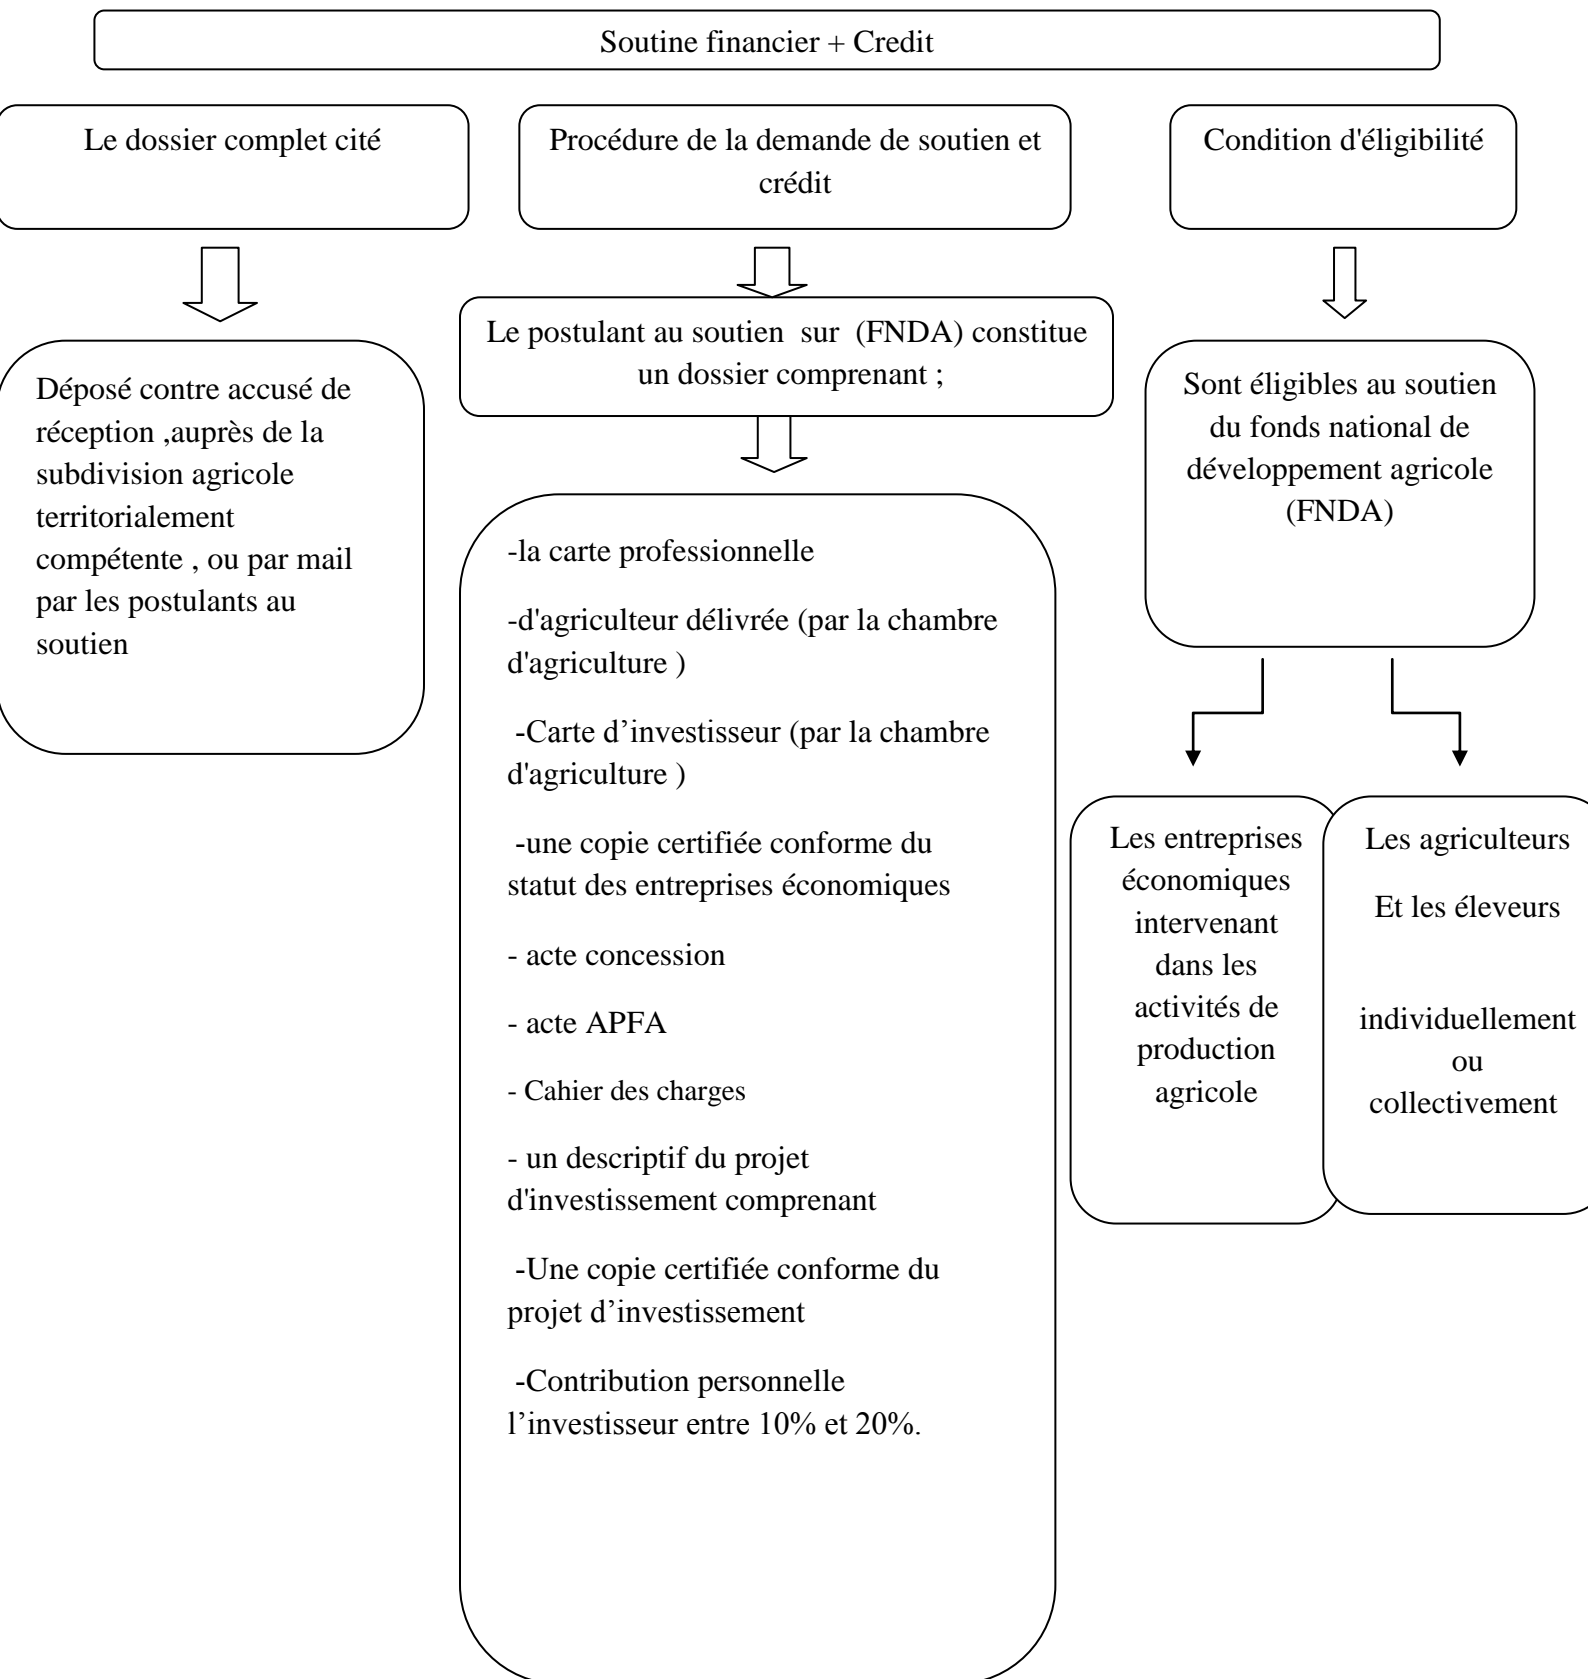 Soutine financier + Credit
Le dossier complet cité
Déposé contre accusé de
réception ,auprès de la
subdivision agricole
territorialement
compétente , ou par mail
par les postulants au
soutien
Procédure de la demande de soutien et
crédit
Le postulant au soutien  sur  (FNDA) constitue
un dossier comprenant ;
-la carte professionnelle
-d'agriculteur délivrée (par la chambre
d'agriculture )
-Carte d’investisseur (par la chambre
d'agriculture )
-une copie certifiée conforme du
statut des entreprises économiques
- acte concession
- acte APFA
- Cahier des charges
- un descriptif du projet
d'investissement comprenant
-Une copie certifiée conforme du
projet d’investissement
-Contribution personnelle
l’investisseur entre 10% et 20%.
Condition d'éligibilité
Sont éligibles au soutien
du fonds national de
développement agricole
(FNDA)
Les entreprises
économiques
intervenant
dans les
activités de
production
agricole
Les agriculteurs
Et les éleveurs
individuellement
ou
collectivement